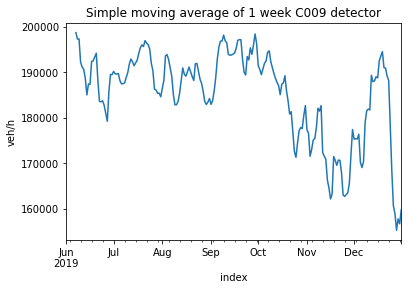 Simple moving average of 1 week C009 detector
200000
190000
180000
170000
160000
veh/h
Jun Jul Aug Sep Oct Nov Dec
2019
index